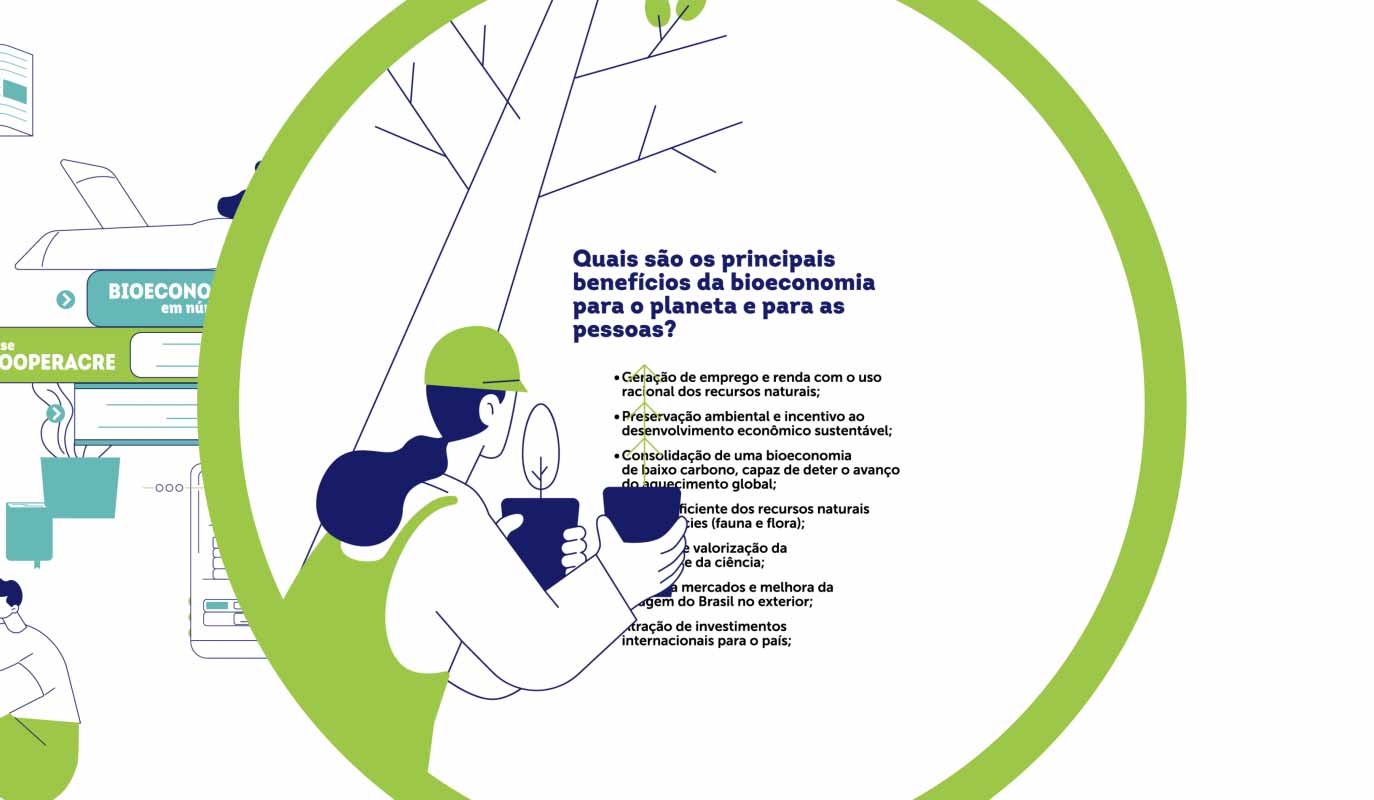 BIOECONO
em nú
se
OOPERACRE
Quais são os principais
benefícios da bioeconomia
para o planeta e para as
pessoas?
• Geração de emprego e renda com o uso
racional dos recursos naturais;
• Preservação ambiental e incentivo ao
desenvolvimento econômico sustentável;
• Consolidação de uma bioeconomia
de baixo carbono, capaz de deter o avanço
do aquecimento global;
ficiente dos recursos naturais
cies (fauna e flora);
e valorização da
e da ciência;
a mercados e melhora da
agem do Brasil no exterior;
tração de investimentos
internacionais para o país;